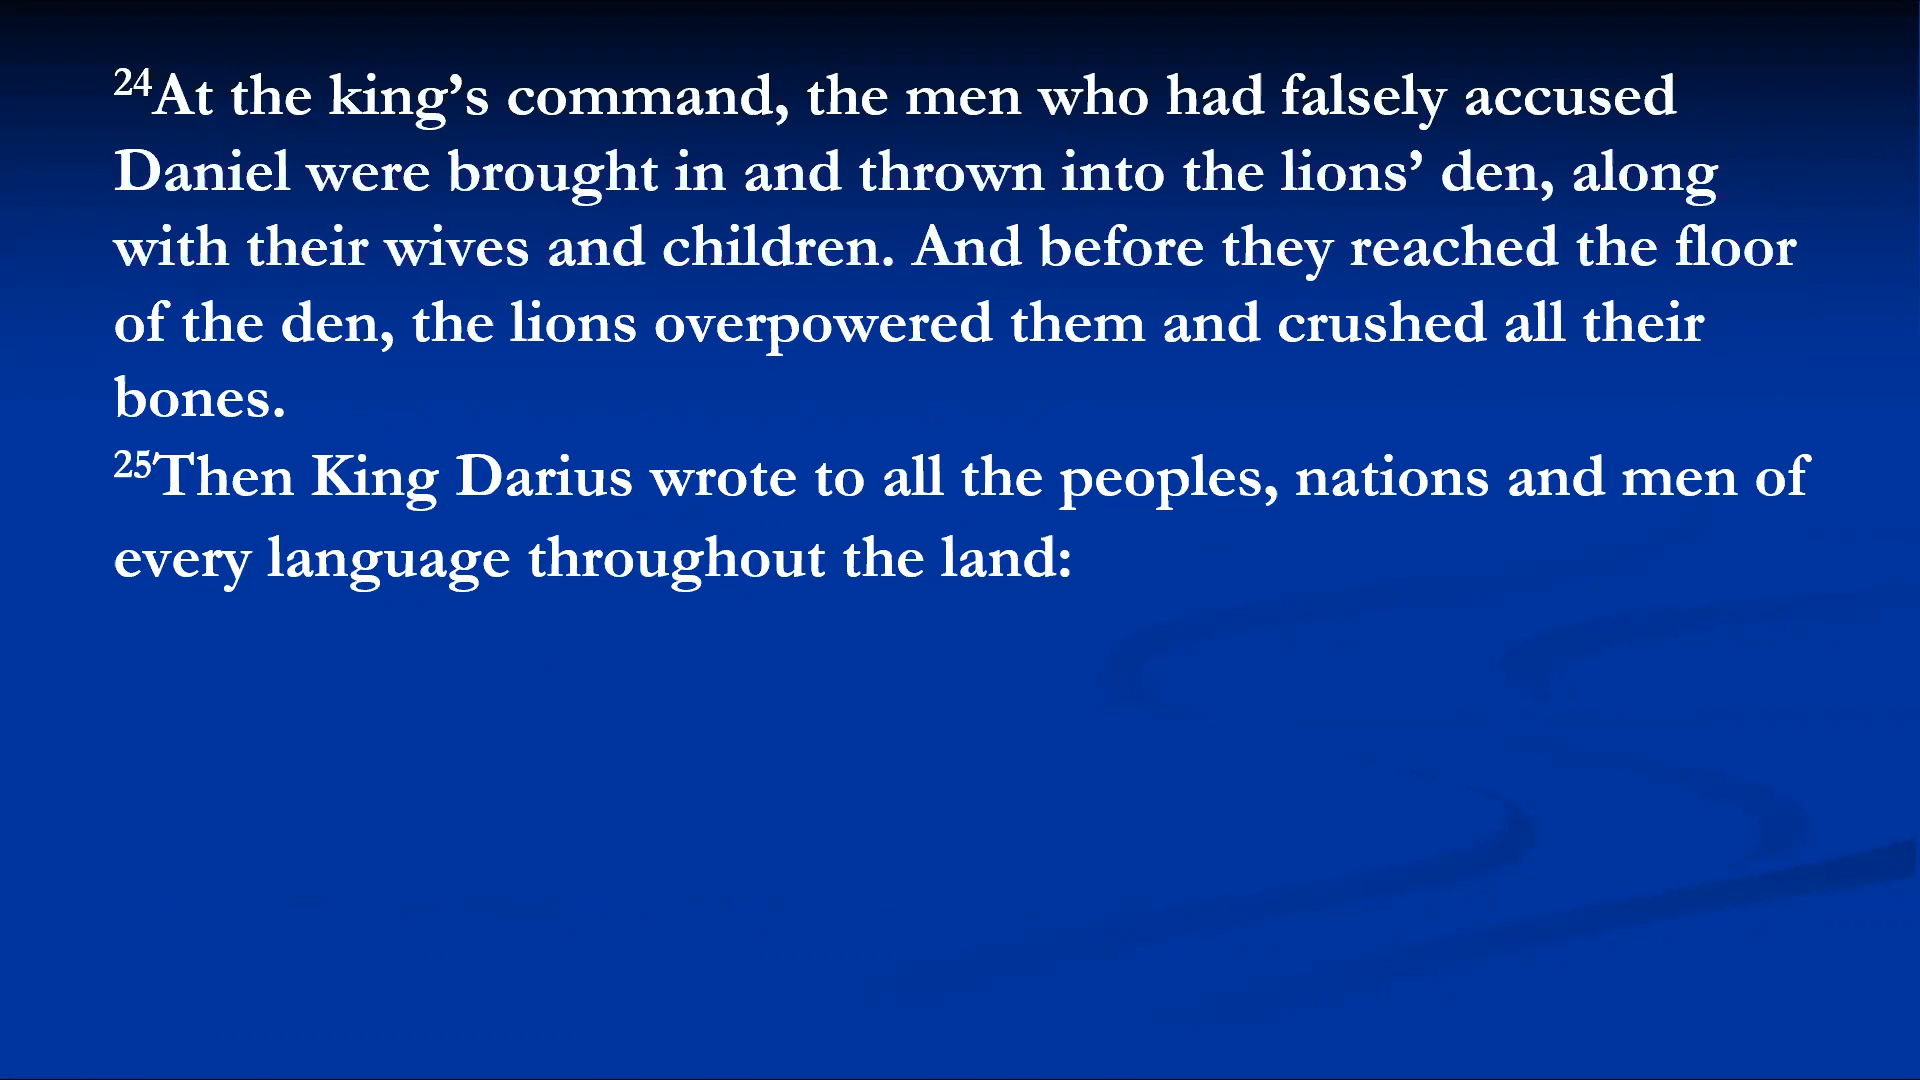 24At the king’s command, the men who had falsely accused
Daniel were brought in and thrown into the lions’ den, along
with their wives and children. And before they reached the floor
of the den, the lions overpowered them and crushed all their
bones.
25Then King Darius wrote to all the peoples, nations and men of
every language throughout the land: